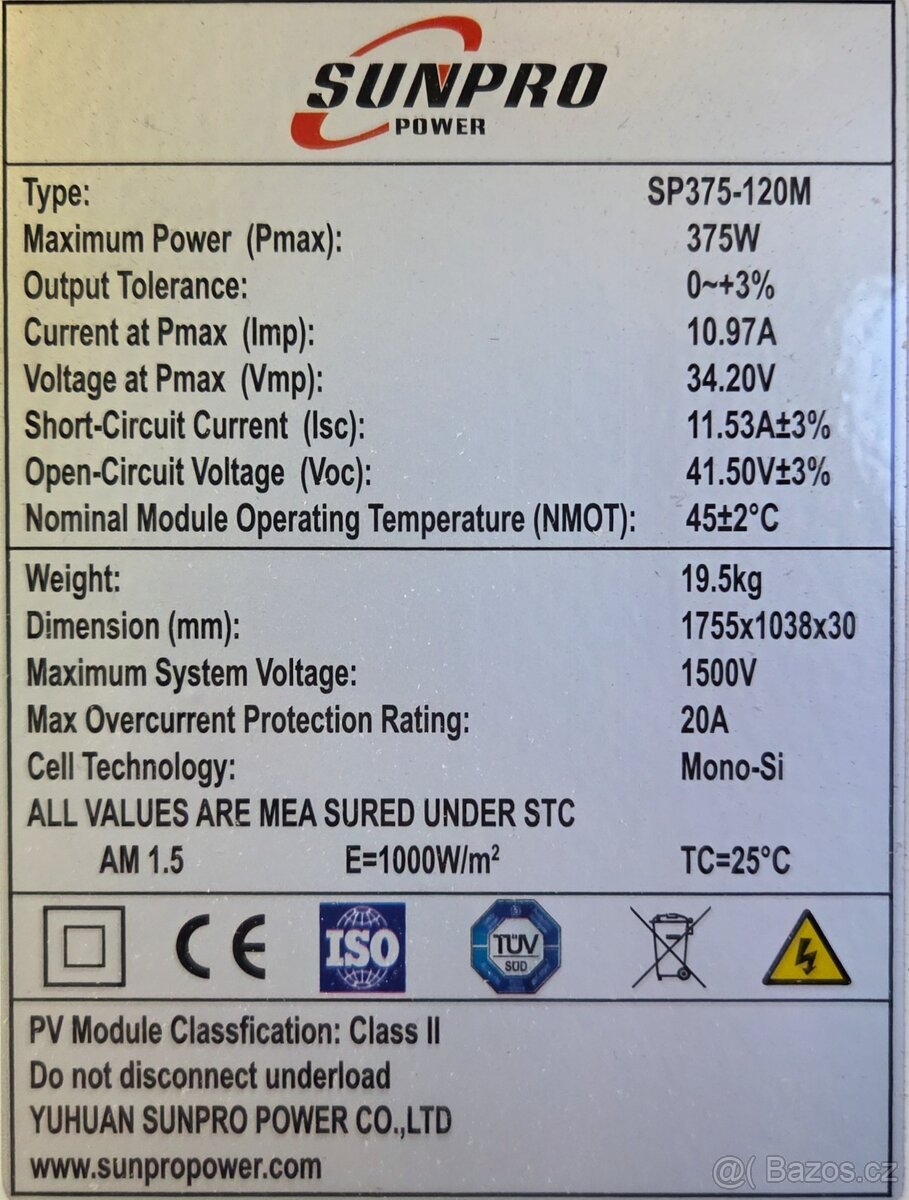 SUNPRO
POWER
Type: SP375-120M
Maximum Power (Pmax): 375W
Output Tolerance: 0~+3%
Current at Pmax (Imp): 10.97A
Voltage at Pmax (Vmp): 34.20V
Short-Circuit Current (Isc): 11.53A±3%
Open-Circuit Voltage (Voc): 41.50V±3%
Nominal Module Operating Temperature (NMOT): 45±2°C
Weight: 19.5kg
Dimension (mm): 1755x1038x30
Maximum System Voltage: 1500V
Max Overcurrent Protection Rating: 20A
Cell Technology: Mono-Si
ALL VALUES ARE MEA SURED UNDER STC
AM 1.5 E=1000W/m² TC=25°C
CE ISO TÜV
SÜD
PV Module Classfication: Class II
Do not disconnect underload
YUHUAN SUNPRO POWER CO.,LTD
www.sunpropower.com
@( Bazos.cz